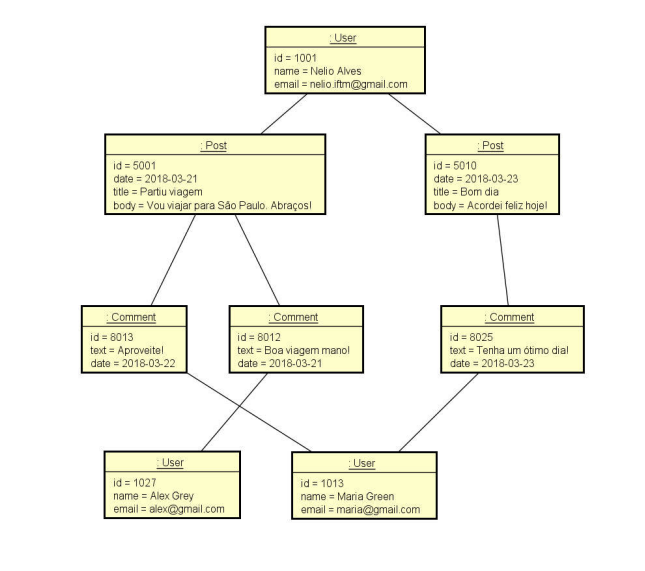 : User
id = 1001
name = Nelio Alves
email = nelio.iftm@gmail.com
: Post
id = 5001
date = 2018-03-21
title = Partiu viagem
body = Vou viajar para São Paulo. Abraços!
: Post
id = 5010
date = 2018-03-23
title = Bom dia
body = Acordei feliz hoje!
: Comment
id = 8013
text = Aproveite!
date = 2018-03-22
: Comment
id = 8012
text = Boa viagem mano!
date = 2018-03-21
: Comment
id = 8025
text = Tenha um ótimo dia!
date = 2018-03-23
: User
id = 1027
name = Alex Grey
email = alex@gmail.com
: User
id = 1013
name = Maria Green
email = maria@gmail.com